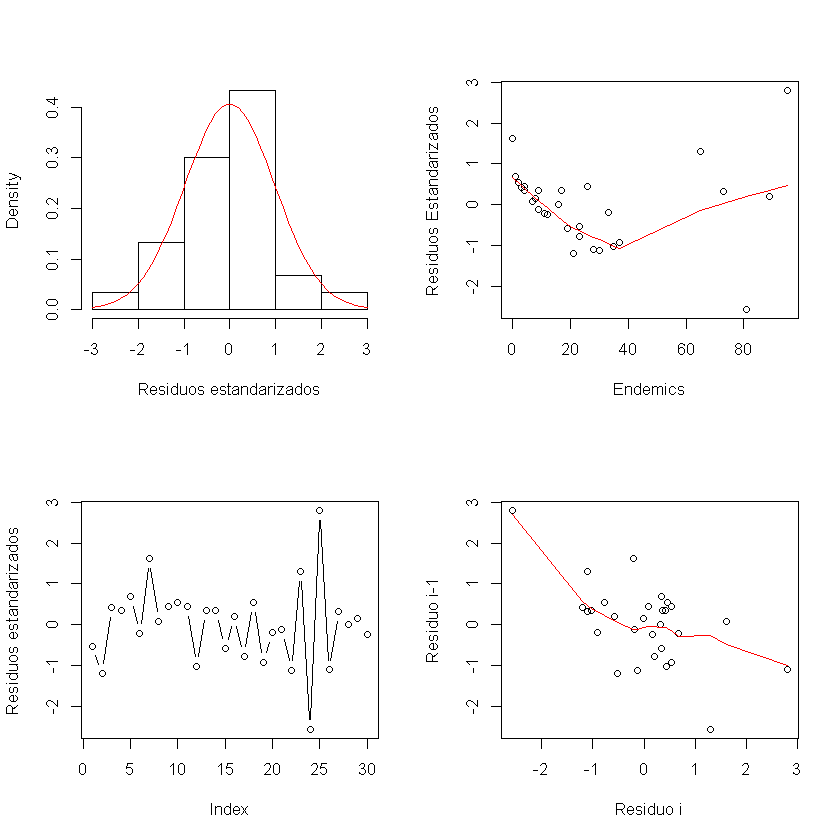 Density
0.0 0.1 0.2 0.3 0.4
-3 -2 -1 0 1 2 3
Residuos estandarizados
Residuos Estandarizados
-2 -1 0 1 2 3
0 20 40 60 80
Endemics
Residuos estandarizados
-2 -1 0 1 2 3
0 5 10 15 20 25 30
Index
Residuo i-1
-2 -1 0 1 2 3
-2 -1 0 1 2 3
Residuo i